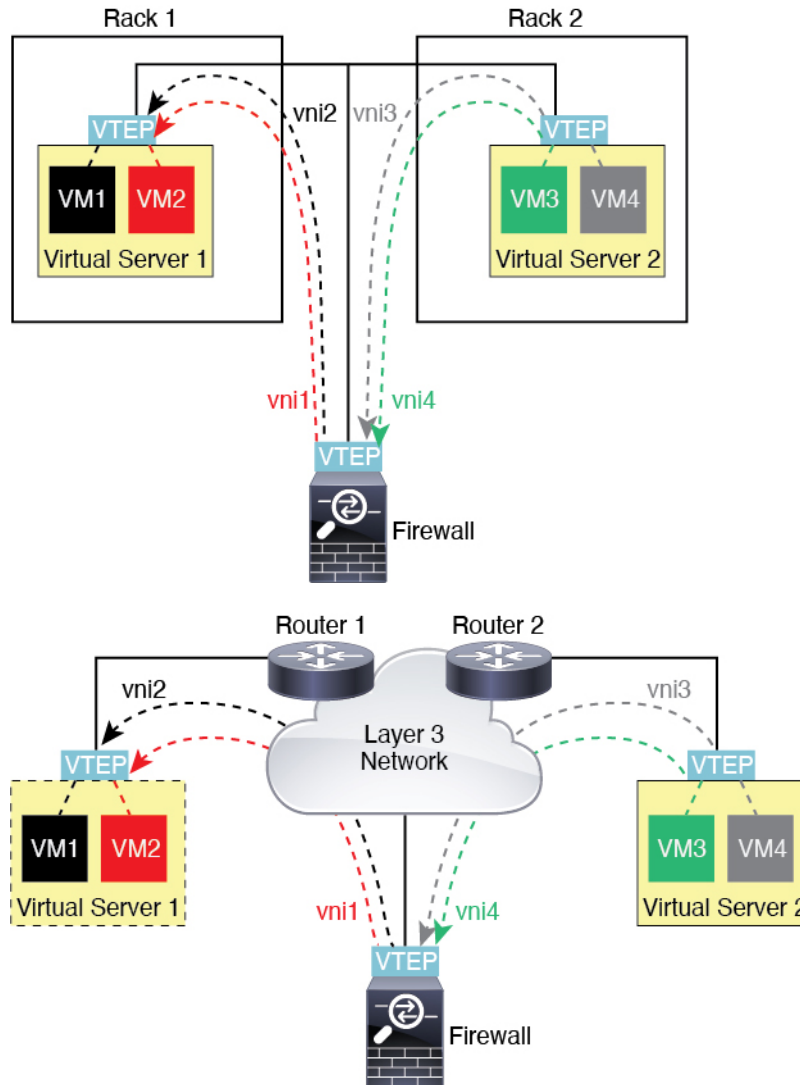 Rack 1
Rack 2
vni2
vni3
VTEP
VTEP
VM1
VM2
VM3
VM4
Virtual Server 1
Virtual Server 2
vni1
vni4
VTEP
Firewall
Router 1
Router 2
vni2
vni3
Layer 3
Network
VTEP
VTEP
VM1
VM2
VM3
VM4
Virtual Server 1
Virtual Server 2
vni1
vni4
VTEP
Firewall